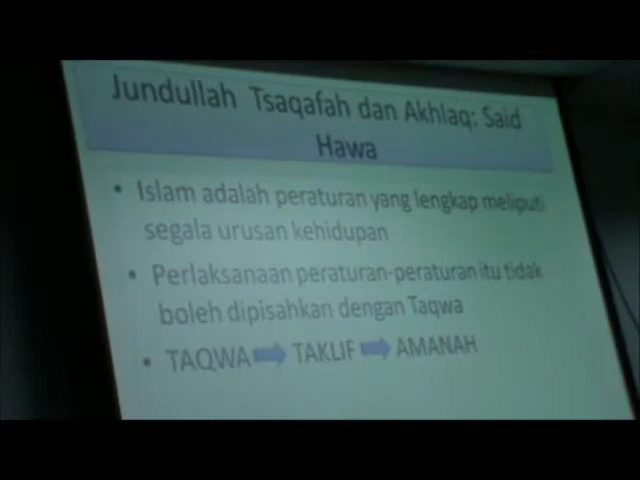 Jundullah Tsaqafah dan Akhlaq: Said
Hawa
• Islam adalah peraturan yang lengkap meliputi
segala urusan kehidupan
• Perlaksanaan peraturan-peraturan itu tidak
boleh dipisahkan dengan Taqwa
• TAQWA ➡ TAKLIF ➡ AMANAH